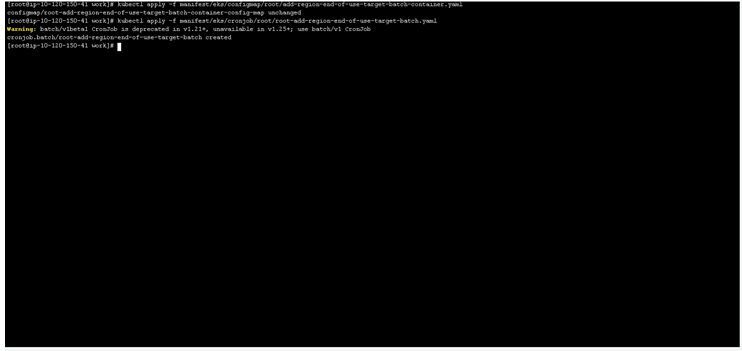 [root@ip-10-120-150-41 work]# kubectl apply -f manifest/eks/configmap/root/add-region-end-of-use-target-batch-container.yaml
configmap/root-add-region-end-of-use-target-batch-container-config-map unchanged
[root@ip-10-120-150-41 work]# kubectl apply -f manifest/eks/cronjob/root/root-add-region-end-of-use-target-batch.yaml
Warning: batch/v1beta1 CronJob is deprecated in v1.21+, unavailable in v1.25+; use batch/v1 CronJob
cronjob.batch/root-add-region-end-of-use-target-batch created
[root@ip-10-120-150-41 work]#